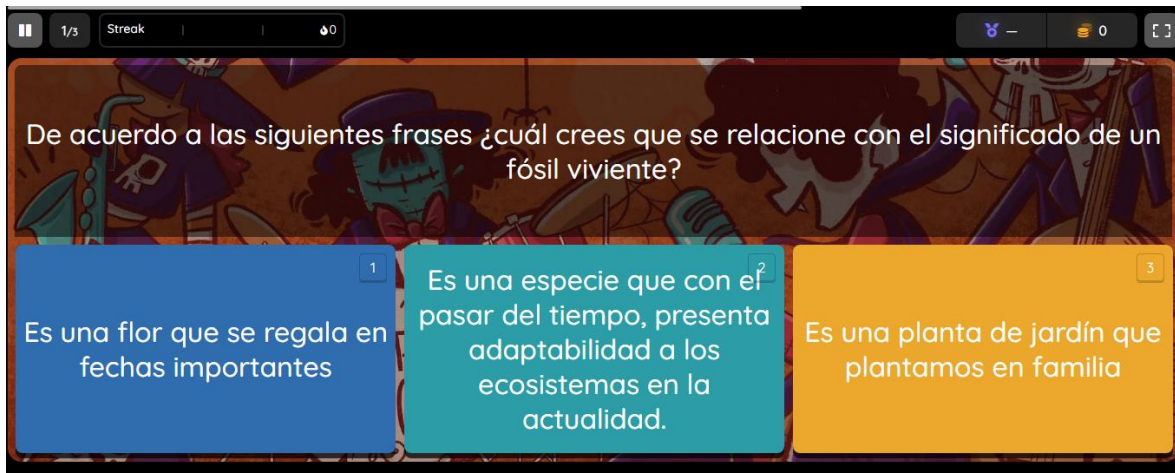 1/3
Streak
0
—
0
De acuerdo a las siguientes frases ¿cuál crees que se relacione con el significado de un
fósil viviente?
1
Es una flor que se regala en
fechas importantes
2
Es una especie que con el
pasar del tiempo, presenta
adaptabilidad a los
ecosistemas en la
actualidad.
3
Es una planta de jardín que
plantamos en familia